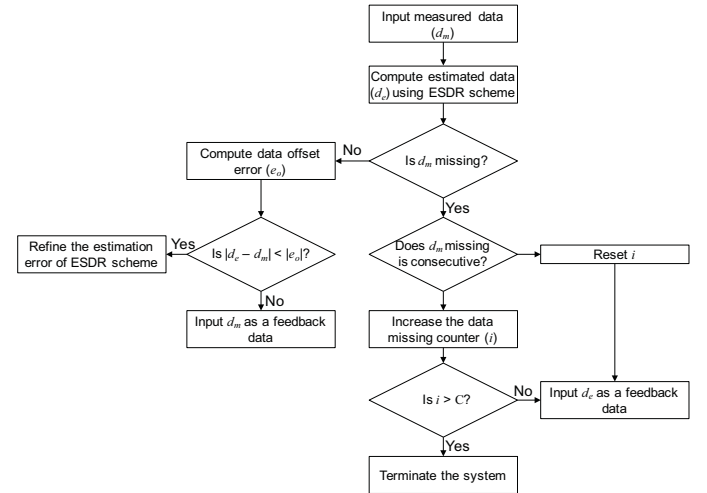 Input measured data
(dₘ)
Compute estimated data
(dₑ) using ESDR scheme
Is dₘ missing?
No
Compute data offset
error (eₒ)
Yes
Is |dₑ – dₘ| < |eₒ|?
Yes
Refine the estimation
error of ESDR scheme
No
Input dₘ as a feedback
data
Does dₘ missing
is consecutive?
Reset i
Increase the data
missing counter (i)
Is i > C?
No
Input dₑ as a feedback
data
Yes
Terminate the system